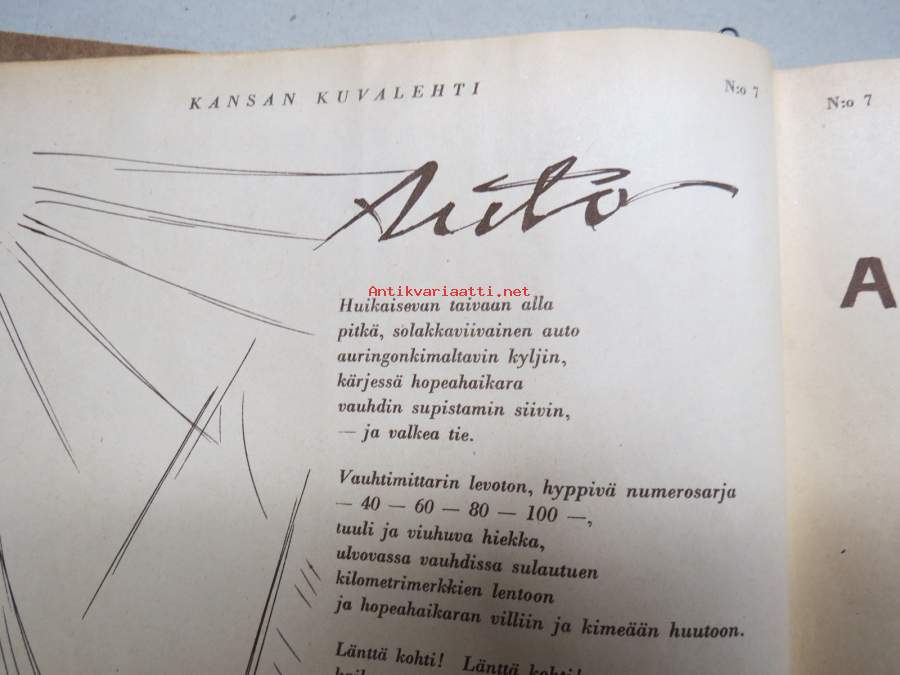 KANSAN KUVALEHTI
N:o 7
N:o 7
Auto
A
Antikvariaatti.net
Huikaisevan taivaan alla
pitkä, solakkaviivainen auto
auringonkimaltavin kyljin,
kärjessä hopeahaikara
vauhdin supistamin siivin,
— ja valkea tie.
Vauhtimittarin levoton, hyppivä numerosarja
— 40 — 60 — 80 — 100 —,
tuuli ja viuhuva hiekka,
ulvovassa vauhdissa sulautuen
kilometrimerkkien lentoon
ja hopeahaikaran villiin ja kimeään huutoon.
Länttä kohti! Länttä kohti!